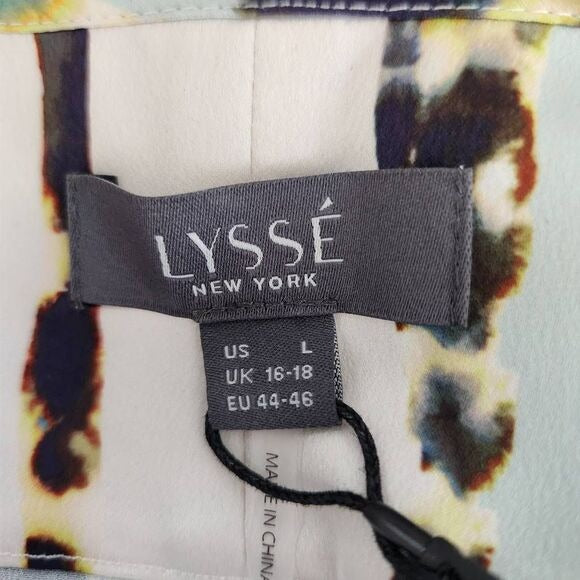 LYSSÉ
NEW YORK
US L
UK 16-18
EU 44-46
MADE IN CHINA